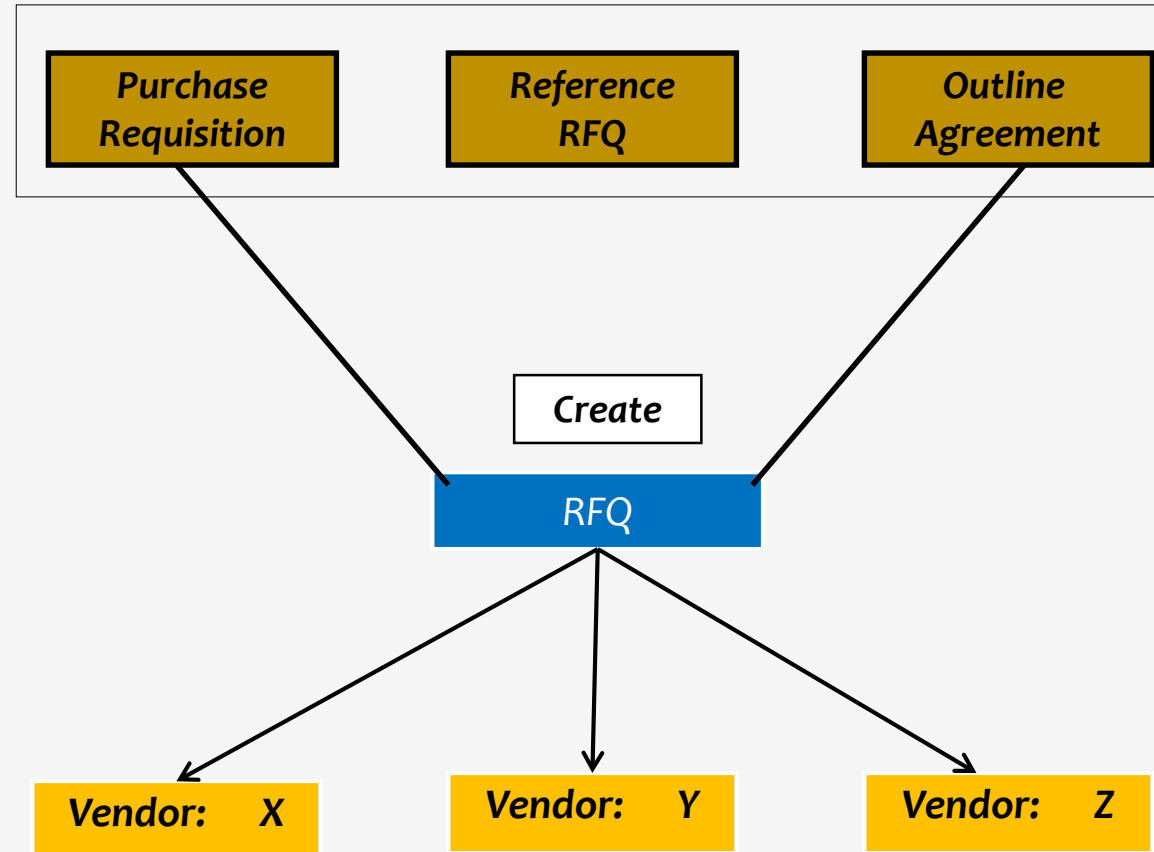 Purchase
Requisition
Reference
RFQ
Outline
Agreement
Create
RFQ
Vendor: X
Vendor: Y
Vendor: Z